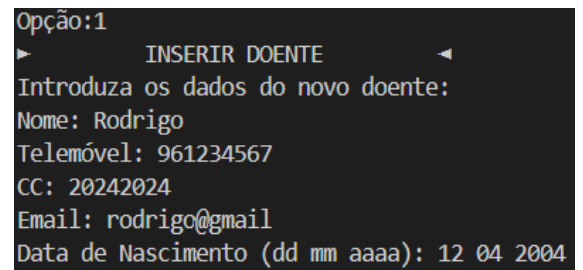 Opção:1
► INSERIR DOENTE ◄
Introduza os dados do novo doente:
Nome: Rodrigo
Telemóvel: 961234567
CC: 20242024
Email: rodrigo@gmail
Data de Nascimento (dd mm aaaa): 12 04 2004